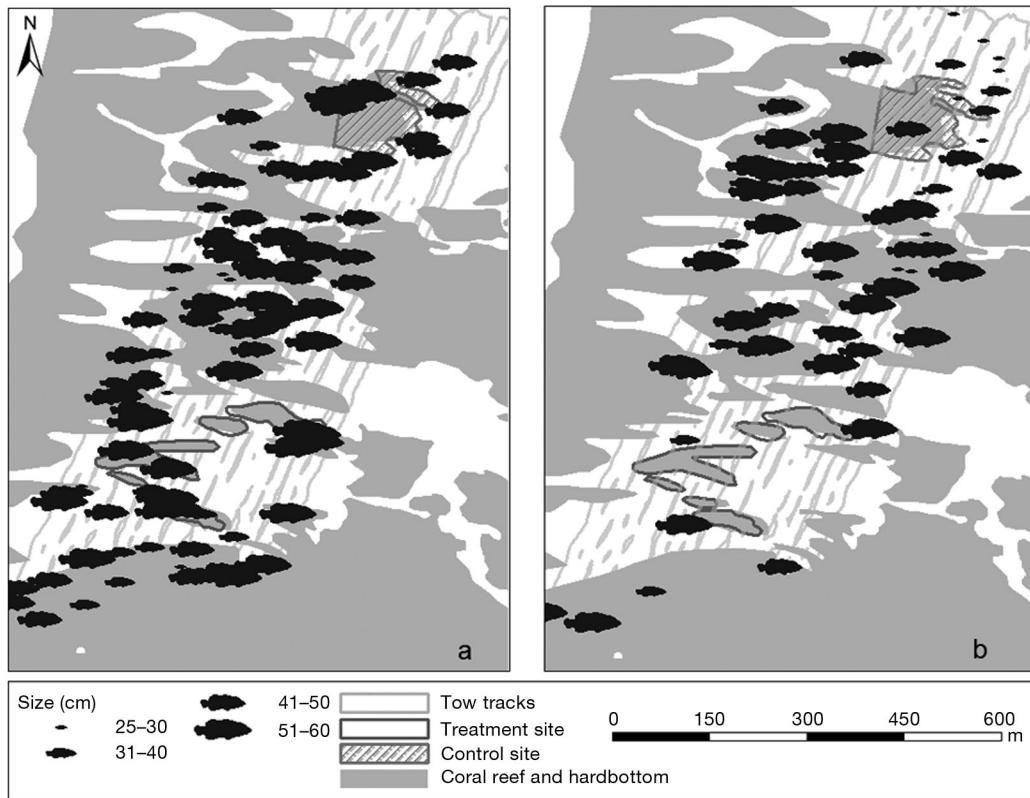 N
a
b
Size (cm)
25–30
31–40
41–50
51–60
Tow tracks
Treatment site
Control site
Coral reef and hardbottom
0 150 300 450 600
m